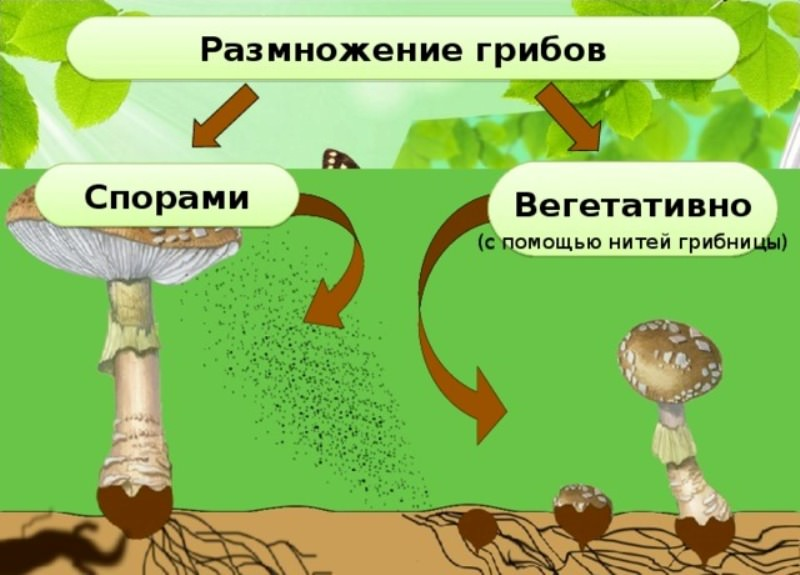 Размножение грибов
Спорами
Вегетативно
(с помощью нитей грибницы)